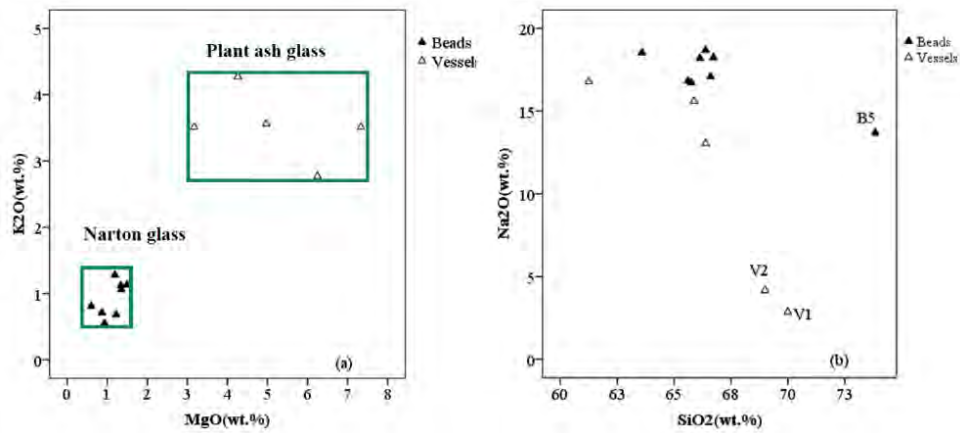 Plant ash glass
Narton glass
Beads
Vessels
(a)
K2O(wt.%)
5
4
3
2
1
0
0 1 2 3 4 5 6 7 8
MgO(wt.%)
Beads
Vessels
B5
V2
V1
(b)
Na2O(wt.%)
20
15
10
5
0
60 63 65 68 70 73
SiO2(wt.%)